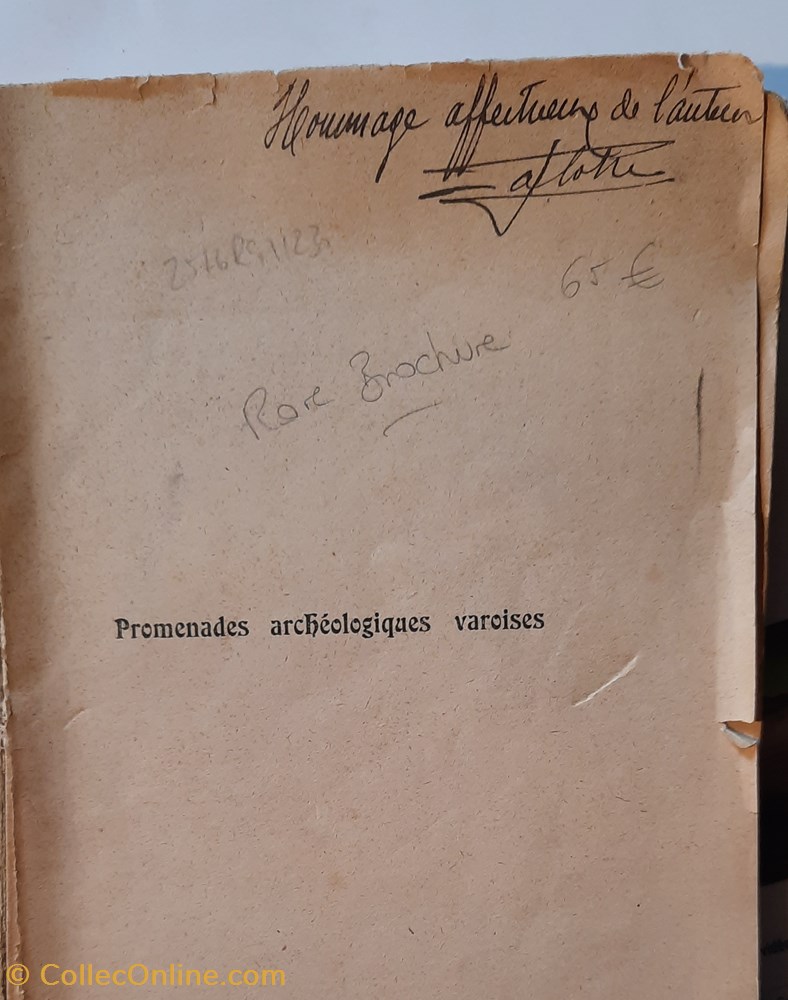 Hommage affectueux de l'auteur
65 €
Rare Brochure
Promenades archéologiques varoises
© CollecOnline.com